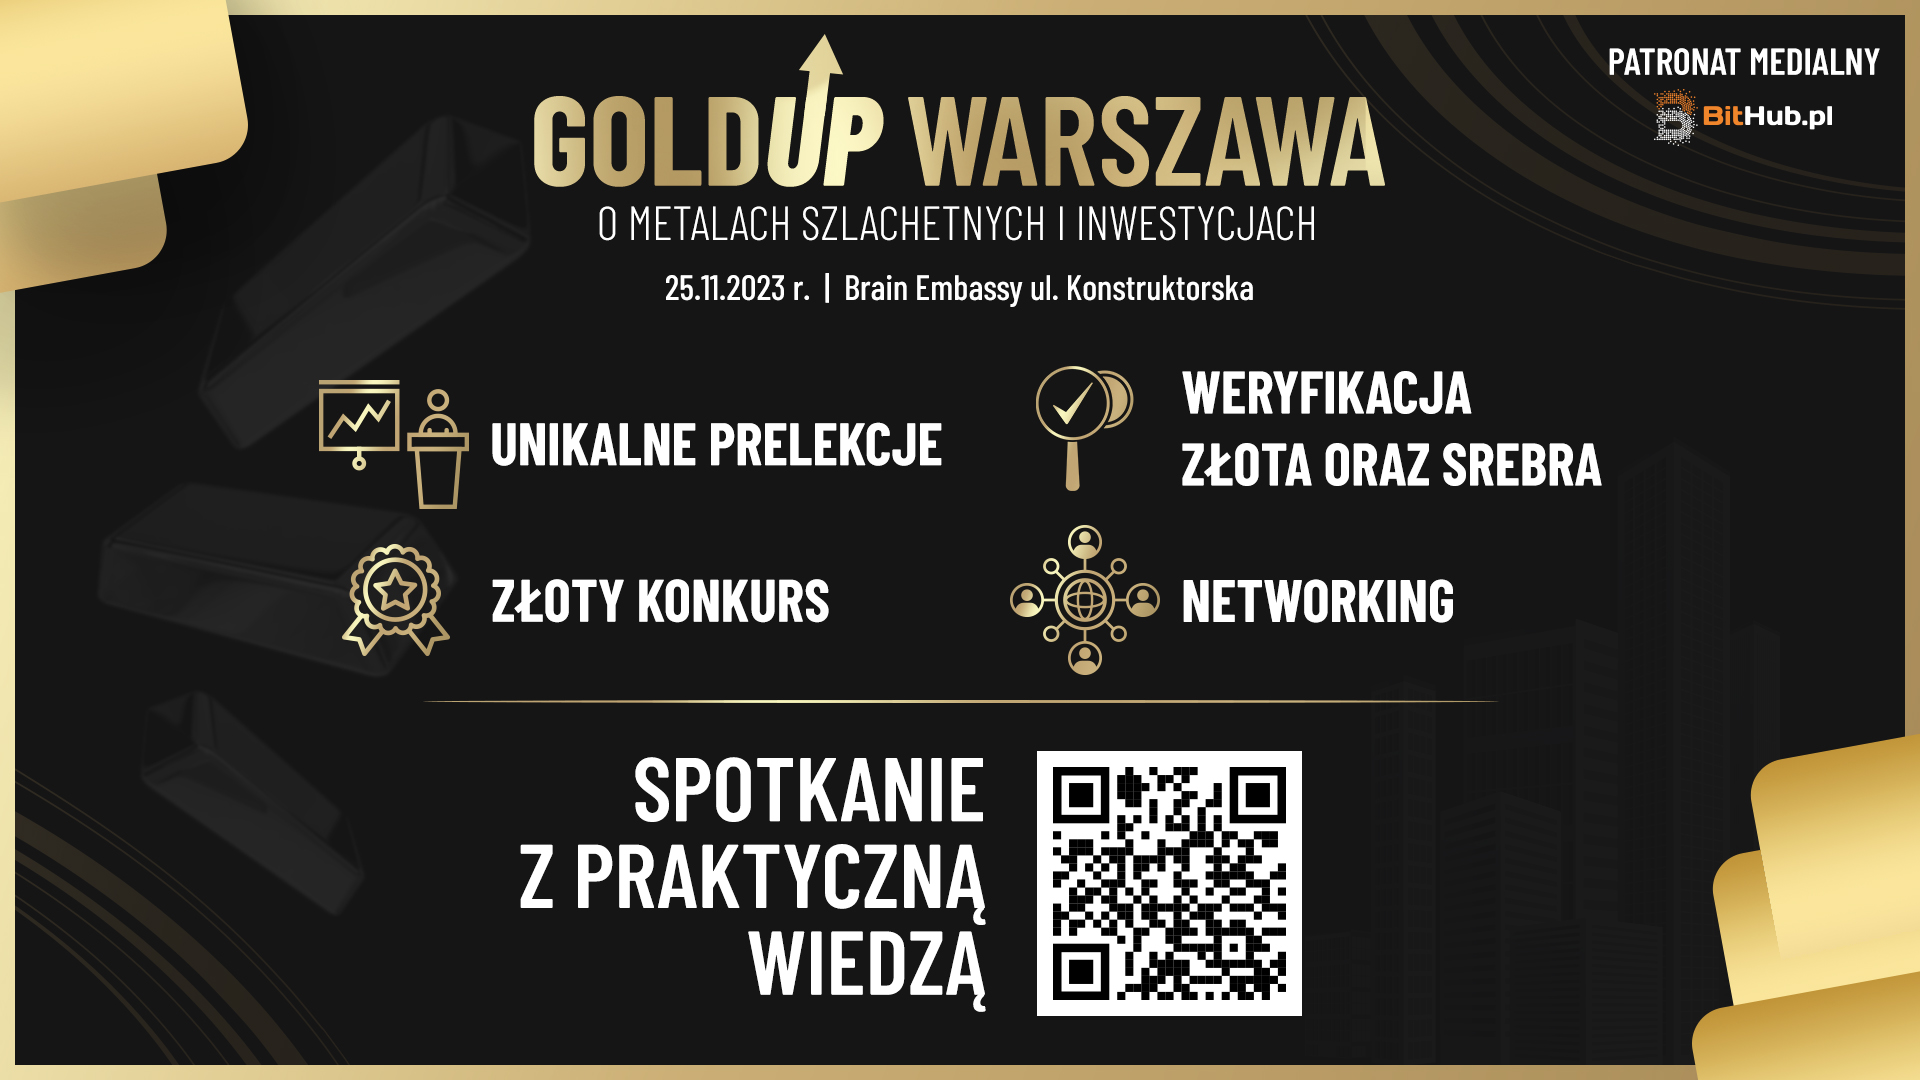 PATRONAT MEDIALNY
BitHub.pl
GOLDUP WARSZAWA
O METALACH SZLACHETNYCH I INWESTYCJACH
25.11.2023 r. | Brain Embassy ul. Konstruktorska
UNIKALNE PRELEKCJE
WERYFIKACJA
ZŁOTA ORAZ SREBRA
ZŁOTY KONKURS
NETWORKING
SPOTKANIE
Z PRAKTYCZNĄ
WIEDZĄ